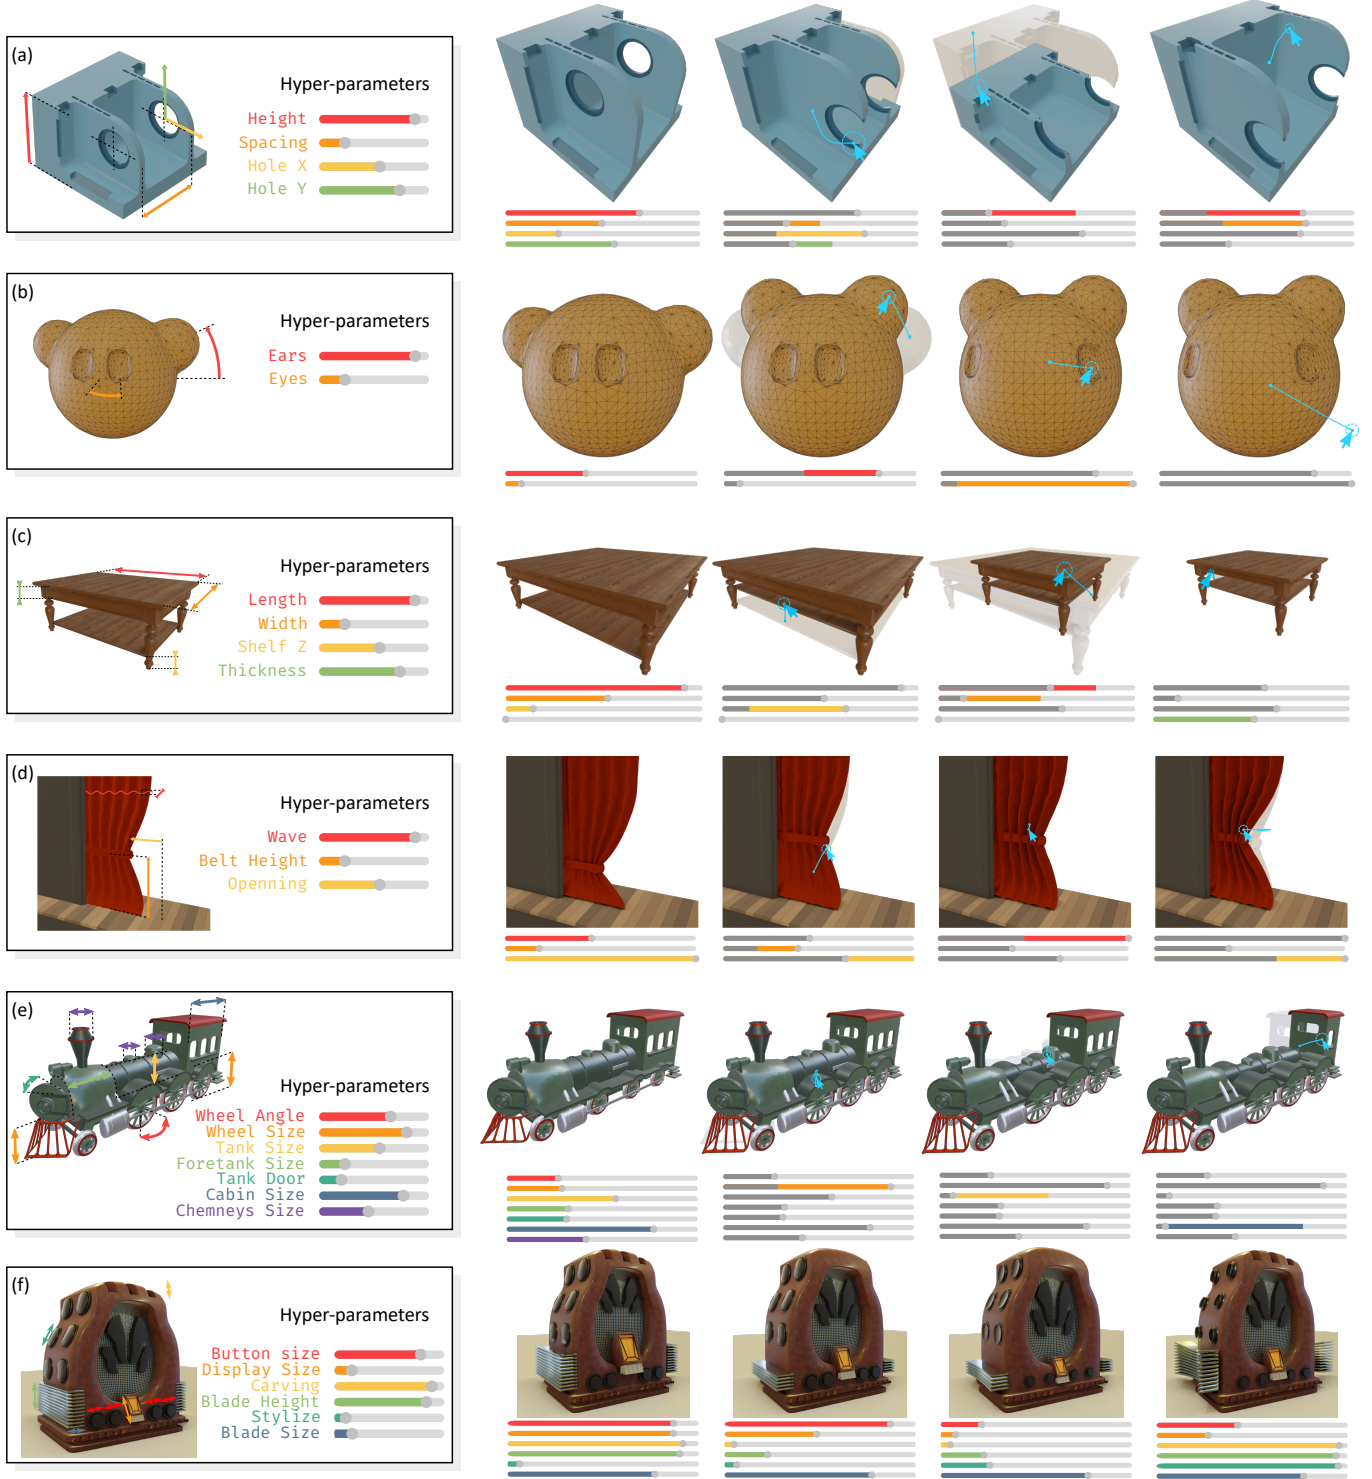 (a)
Hyper-parameters
Height
Spacing
Hole X
Hole Y
(b)
Hyper-parameters
Ears
Eyes
(c)
Hyper-parameters
Length
Width
Shelf Z
Thickness
(d)
Hyper-parameters
Wave
Belt Height
Openning
(e)
Hyper-parameters
Wheel Angle
Wheel Size
Tank Size
Foretank Size
Tank Door
Cabin Size
Chemneys Size
(f)
Hyper-parameters
Button size
Display Size
Carving
Blade Height
Stylize
Blade Size